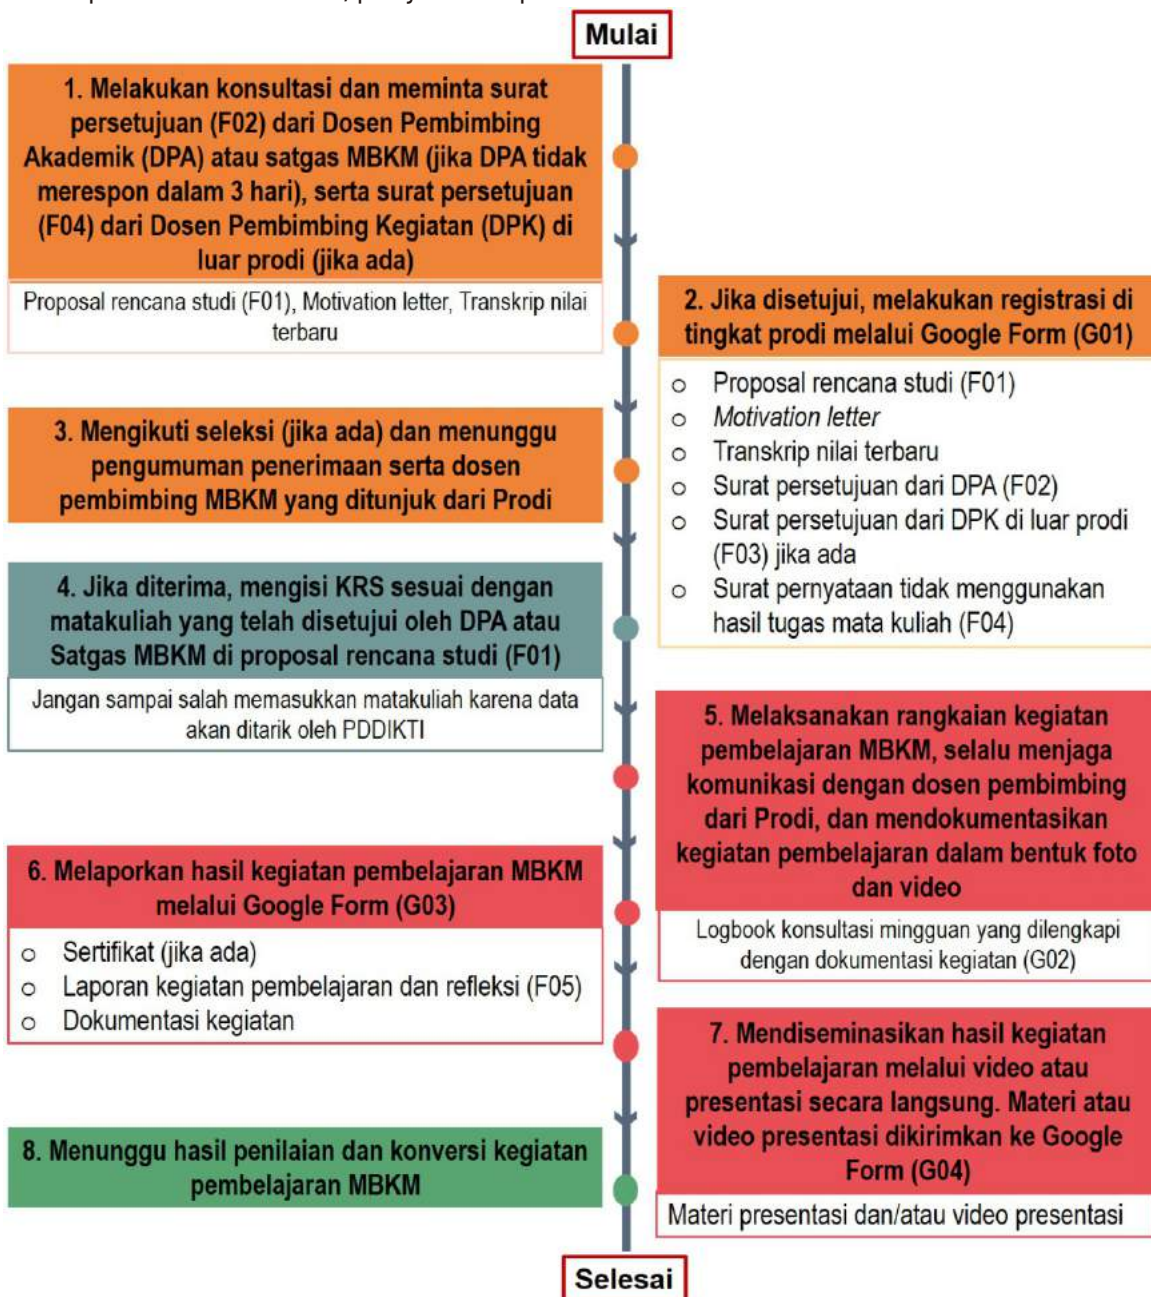 Mulai
1. Melakukan konsultasi dan meminta surat
persetujuan (F02) dari Dosen Pembimbing
Akademik (DPA) atau satgas MBKM (jika DPA tidak
merespon dalam 3 hari), serta surat persetujuan
(F04) dari Dosen Pembimbing Kegiatan (DPK) di
luar prodi (jika ada)
Proposal rencana studi (F01), Motivation letter, Transkrip nilai
terbaru
2. Jika disetujui, melakukan registrasi di
tingkat prodi melalui Google Form (G01)
o Proposal rencana studi (F01)
o Motivation letter
o Transkrip nilai terbaru
o Surat persetujuan dari DPA (F02)
o Surat persetujuan dari DPK di luar prodi
(F03) jika ada
o Surat pernyataan tidak menggunakan
hasil tugas mata kuliah (F04)
3. Mengikuti seleksi (jika ada) dan menunggu
pengumuman penerimaan serta dosen
pembimbing MBKM yang ditunjuk dari Prodi
4. Jika diterima, mengisi KRS sesuai dengan
matakuliah yang telah disetujui oleh DPA atau
Satgas MBKM di proposal rencana studi (F01)
Jangan sampai salah memasukkan matakuliah karena data
akan ditarik oleh PDDIKTI
5. Melaksanakan rangkaian kegiatan
pembelajaran MBKM, selalu menjaga
komunikasi dengan dosen pembimbing
dari Prodi, dan mendokumentasikan
kegiatan pembelajaran dalam bentuk foto
dan video
Logbook konsultasi mingguan yang dilengkapi
dengan dokumentasi kegiatan (G02)
6. Melaporkan hasil kegiatan pembelajaran MBKM
melalui Google Form (G03)
o Sertifikat (jika ada)
o Laporan kegiatan pembelajaran dan refleksi (F05)
o Dokumentasi kegiatan
7. Mendiseminasikan hasil kegiatan
pembelajaran melalui video atau
presentasi secara langsung. Materi atau
video presentasi dikirimkan ke Google
Form (G04)
Materi presentasi dan/atau video presentasi
8. Menunggu hasil penilaian dan konversi kegiatan
pembelajaran MBKM
Selesai